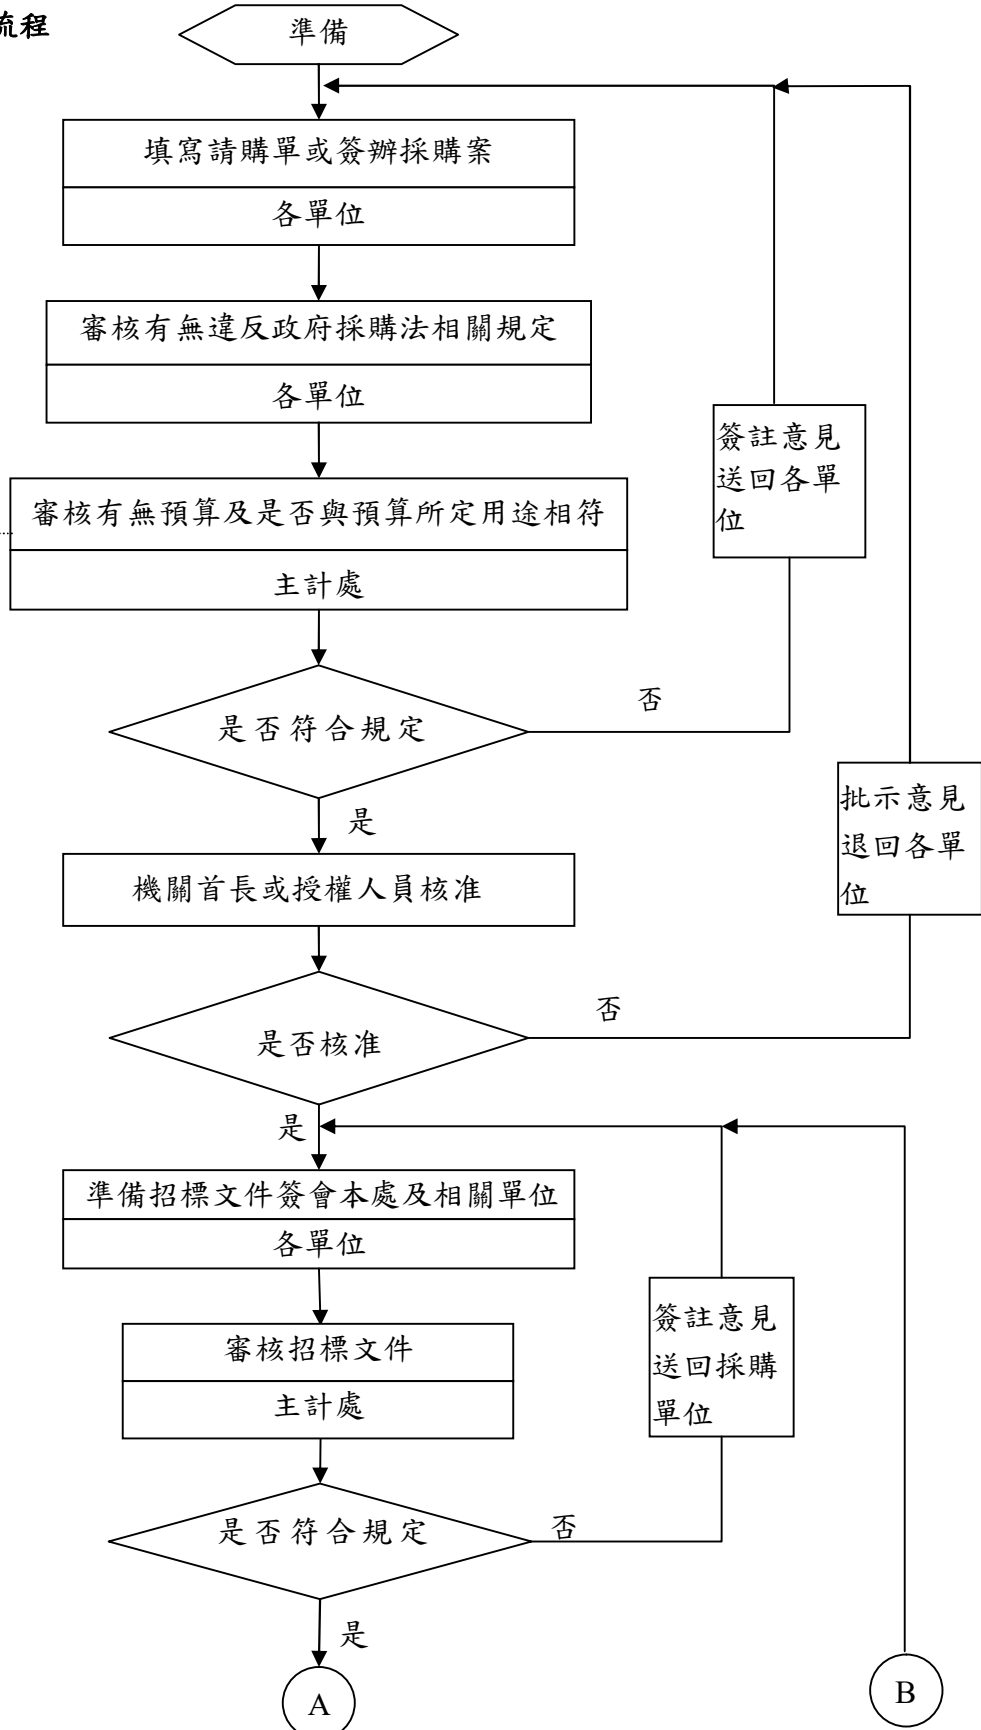 流程
準備
填寫請購單或簽辦採購案
各單位
審核有無違反政府採購法相關規定
各單位
簽註意見
送回各單
位
審核有無預算及是否與預算所定用途相符
主計處
是否符合規定
否
是
批示意見
退回各單
位
機關首長或授權人員核准
是否核准
否
是
準備招標文件簽會本處及相關單位
各單位
簽註意見
送回採購
單位
審核招標文件
主計處
是否符合規定
否
是
A
B